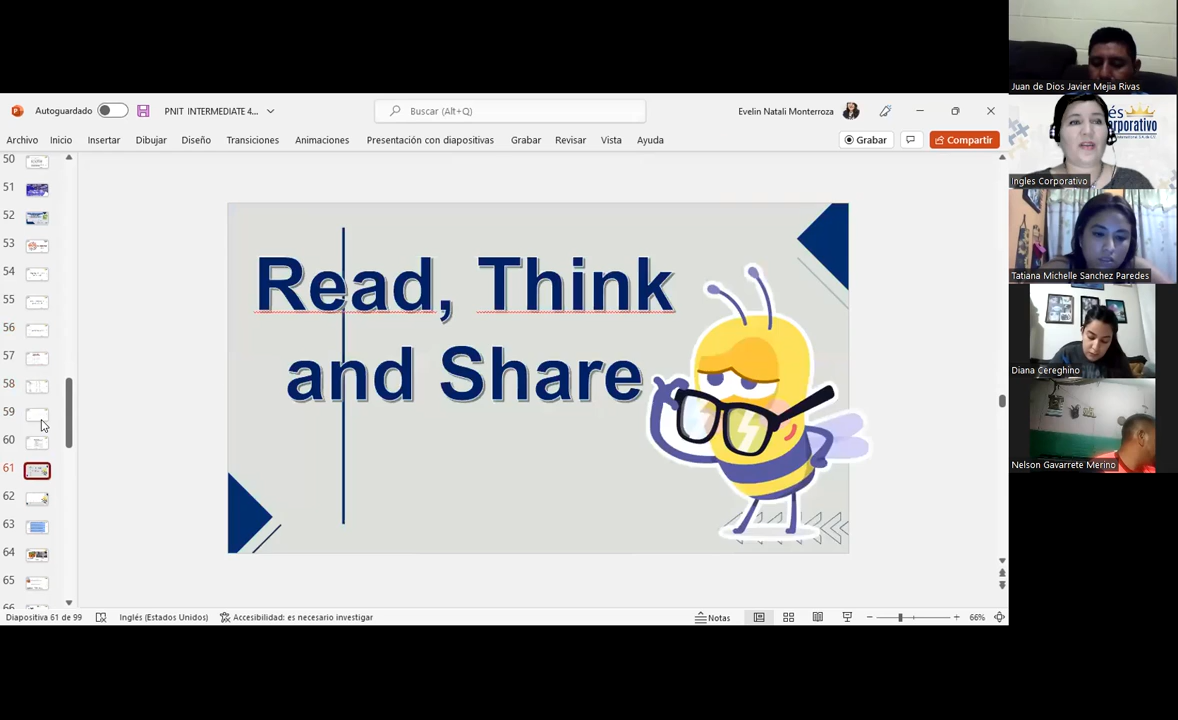 Autoguardado
PNIT INTERMEDIATE 4...
Buscar (Alt+Q)
Evelin Natali Monterroza
Archivo Inicio Insertar Dibujar Diseño Transiciones Animaciones Presentación con diapositivas Grabar Revisar Vista Ayuda
Grabar
Compartir
50
51
52
53
54
55
56
57
58
59
60
61
62
63
64
65
66
Read, Think
and Share
Diapositiva 61 de 99
Inglés (Estados Unidos)
Accesibilidad: es necesario investigar
Notas
66%
Juan de Dios Javier Mejia Rivas
Ingles Corporativo
Tatiana Michelle Sanchez Paredes
Diana Cereghino
Nelson Gavarrete Merino